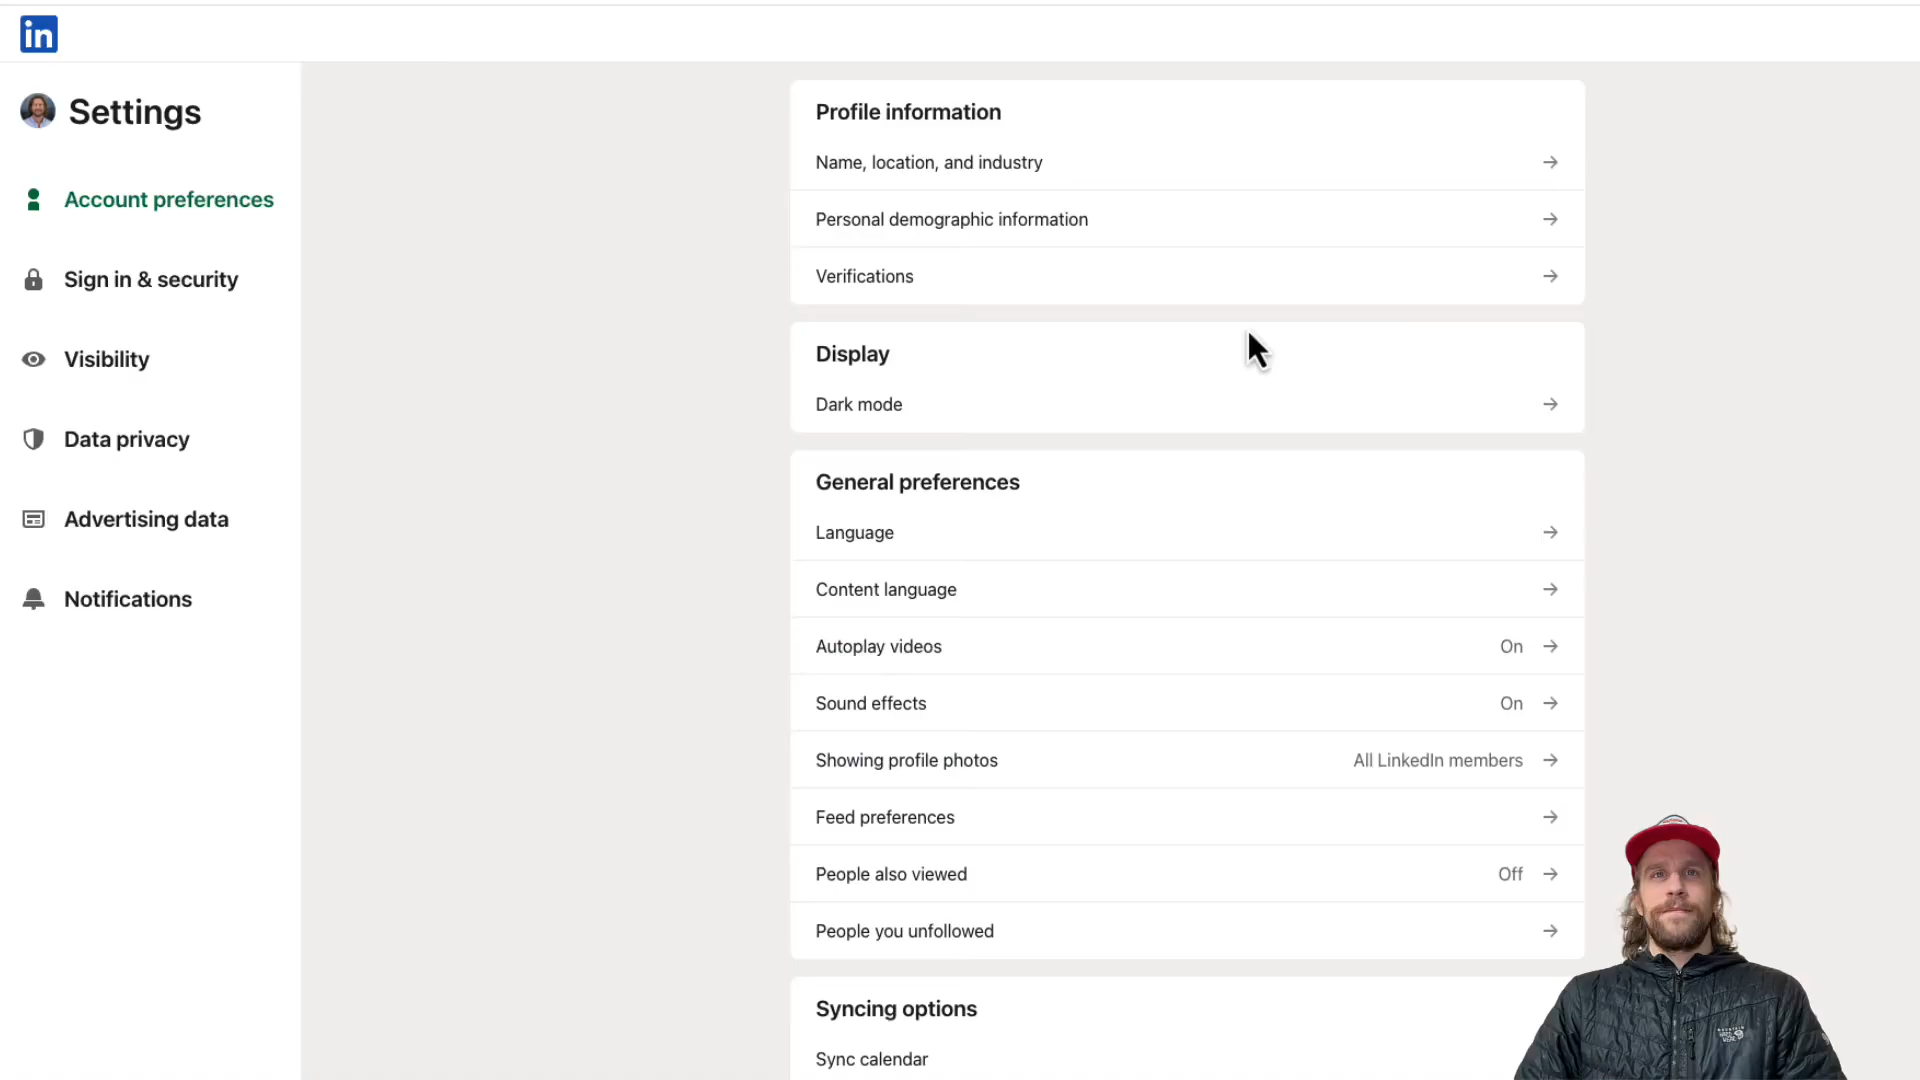 in
Settings
Account preferences
Sign in & security
Visibility
Data privacy
Advertising data
Notifications
Profile information
Name, location, and industry
Personal demographic information
Verifications
Display
Dark mode
General preferences
Language
Content language
Autoplay videos On
Sound effects On
Showing profile photos All LinkedIn members
Feed preferences
People also viewed Off
People you unfollowed
Syncing options
Sync calendar